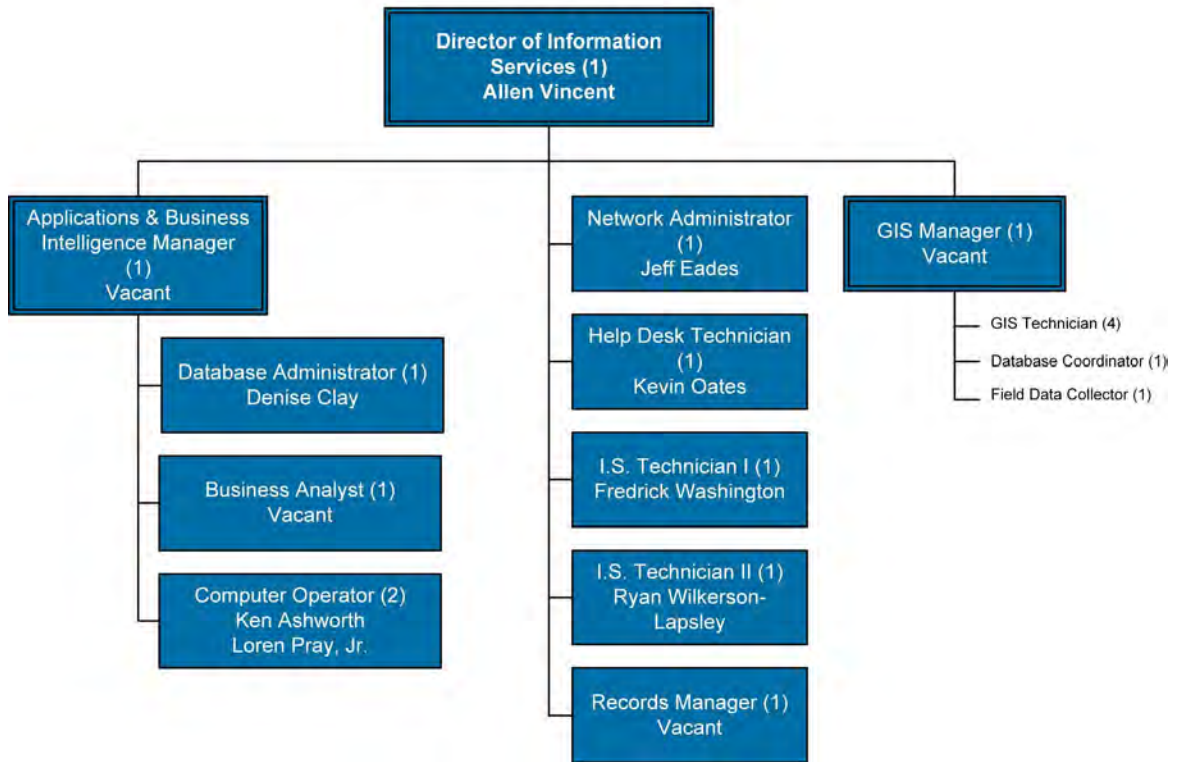 Director of Information
Services (1)
Allen Vincent
Applications & Business
Intelligence Manager
(1)
Vacant
Database Administrator (1)
Denise Clay
Business Analyst (1)
Vacant
Computer Operator (2)
Ken Ashworth
Loren Pray, Jr.
Network Administrator
(1)
Jeff Eades
Help Desk Technician
(1)
Kevin Oates
I.S. Technician I (1)
Fredrick Washington
I.S. Technician II (1)
Ryan Wilkerson-
Lapsley
Records Manager (1)
Vacant
GIS Manager (1)
Vacant
GIS Technician (4)
Database Coordinator (1)
Field Data Collector (1)